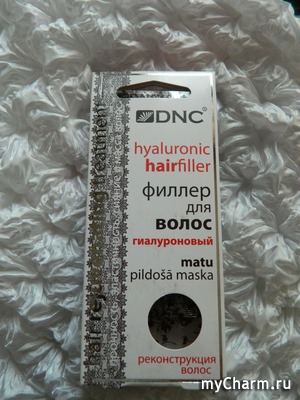 DNC®
hyaluronic
hairfiller
филлер
для
волос
гиалуроновый
matu
pildošā maska
реконструкция
волос
myCharm.ru